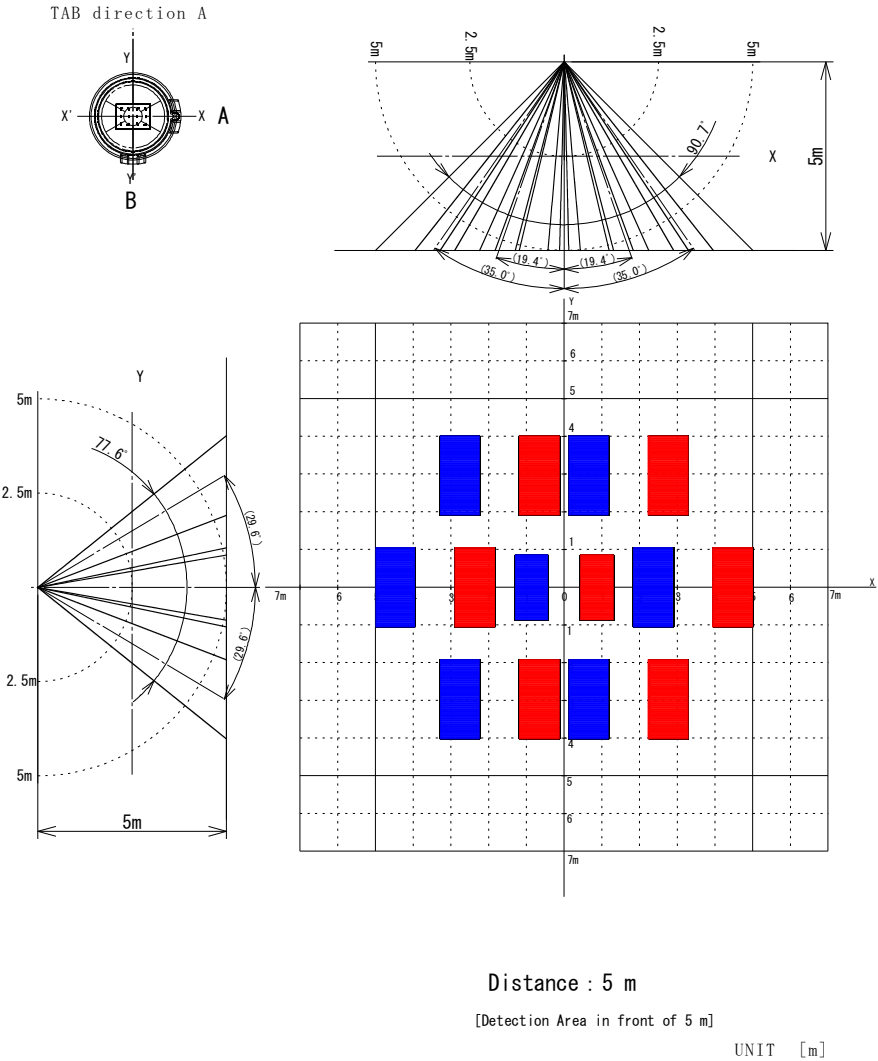 TAB direction A
Y
X' X A
Y'
B
5m 2.5m 2.5m 5m
90.7°
X
5m
(19.4°) (19.4°)
(35.0°) (35.0°)
Y
7m
6
5
4
1
7m 6 3 0 3 6 7m X
1
4
5
6
7m
Y
5m
77.6°
2.5m
(29.6°)
(29.6°)
2.5m
5m
5m
Distance : 5 m
[Detection Area in front of 5 m]
UNIT [m]